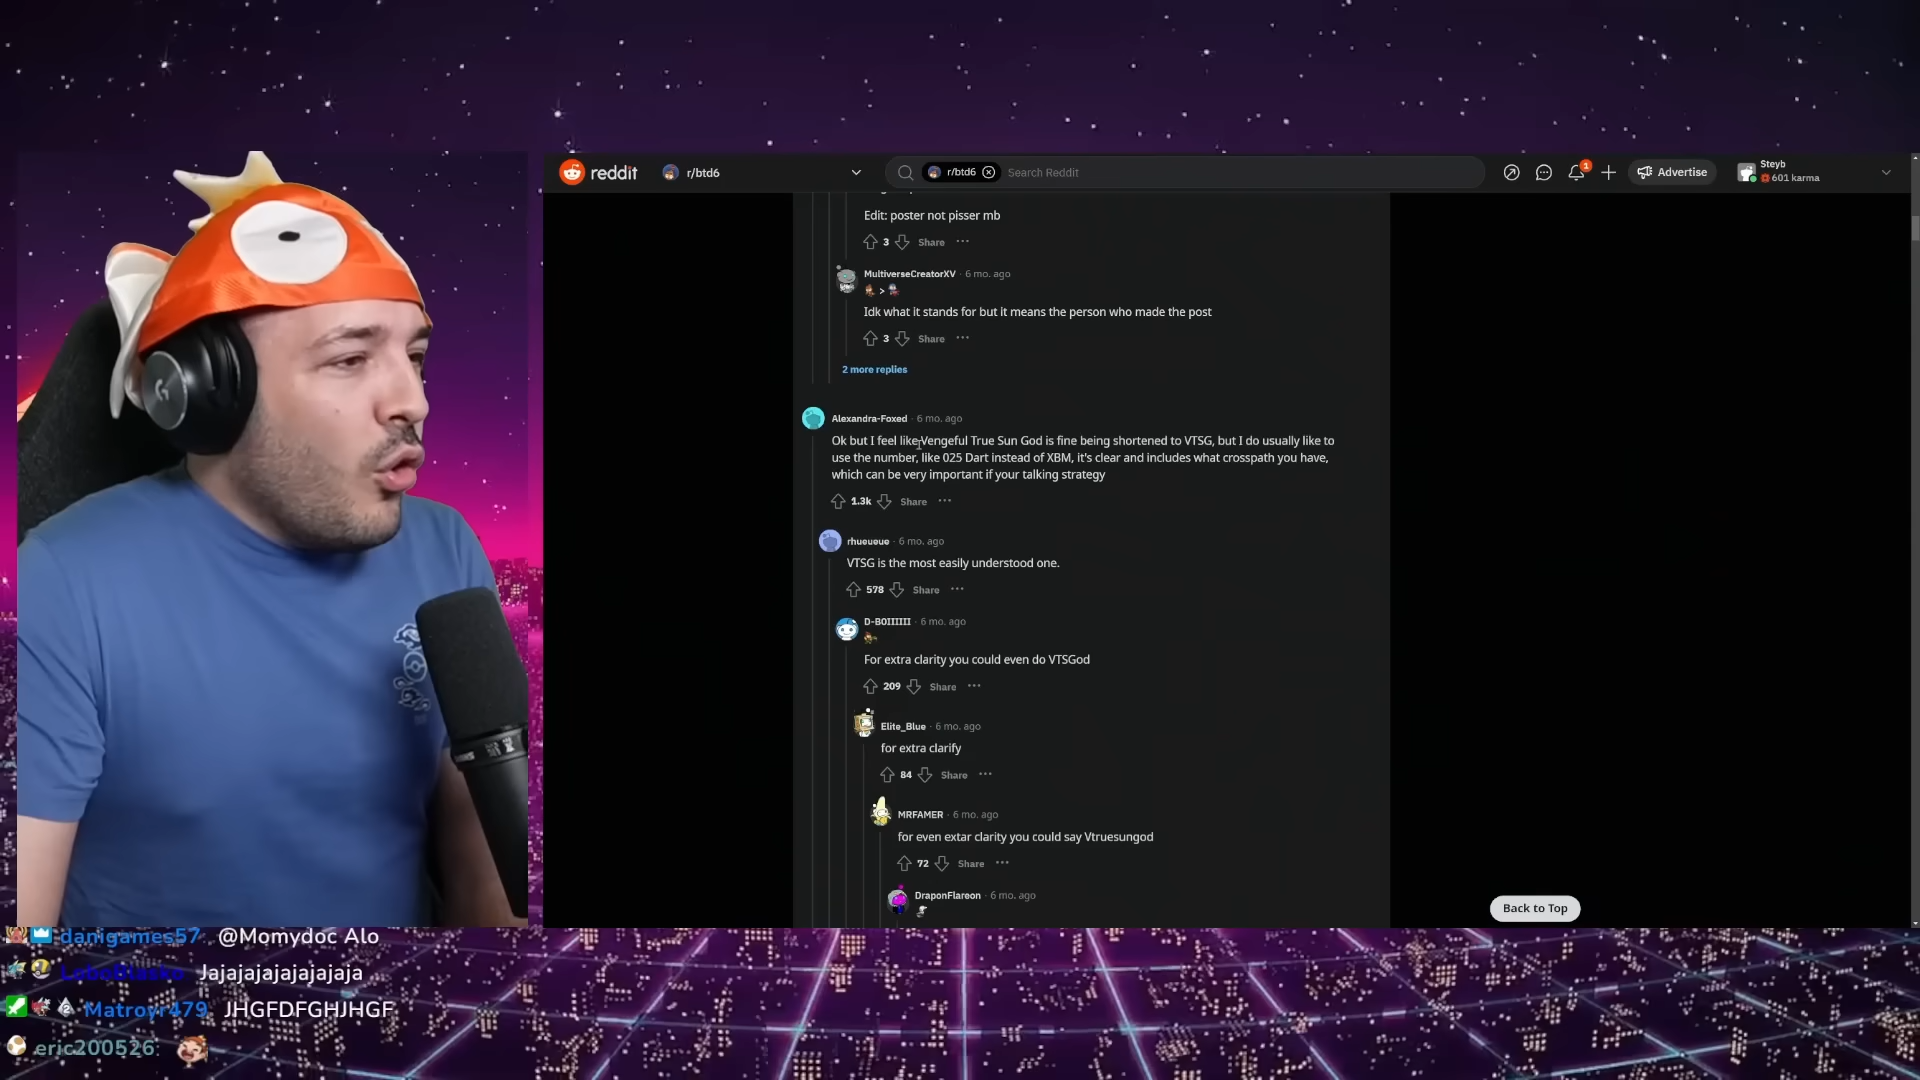 reddit
r/btd6
r/btd6
Search Reddit
1
Advertise
Steyb
601 karma
Edit: poster not pisser mb
3 Share ···
MultiverseCreatorXV · 6 mo. ago
>
Idk what it stands for but it means the person who made the post
3 Share ···
2 more replies
Alexandra-Foxed · 6 mo. ago
Ok but I feel like Vengeful True Sun God is fine being shortened to VTSG, but I do usually like to
use the number, like 025 Dart instead of XBM, it's clear and includes what crosspath you have,
which can be very important if your talking strategy
1.3k Share ···
rhueueue · 6 mo. ago
VTSG is the most easily understood one.
578 Share ···
D-BOIIIIII · 6 mo. ago
For extra clarity you could even do VTSGod
209 Share ···
Elite_Blue · 6 mo. ago
for extra clarify
84 Share ···
MRFAMER · 6 mo. ago
for even extar clarity you could say Vtruesungod
72 Share ···
DraponFlareon · 6 mo. ago
Back to Top
danigames57 @Momydoc Alo
LoboBlasko Jajajajajajajaja
Matroyr479 JHGFDFGHJHGF
eric200526: